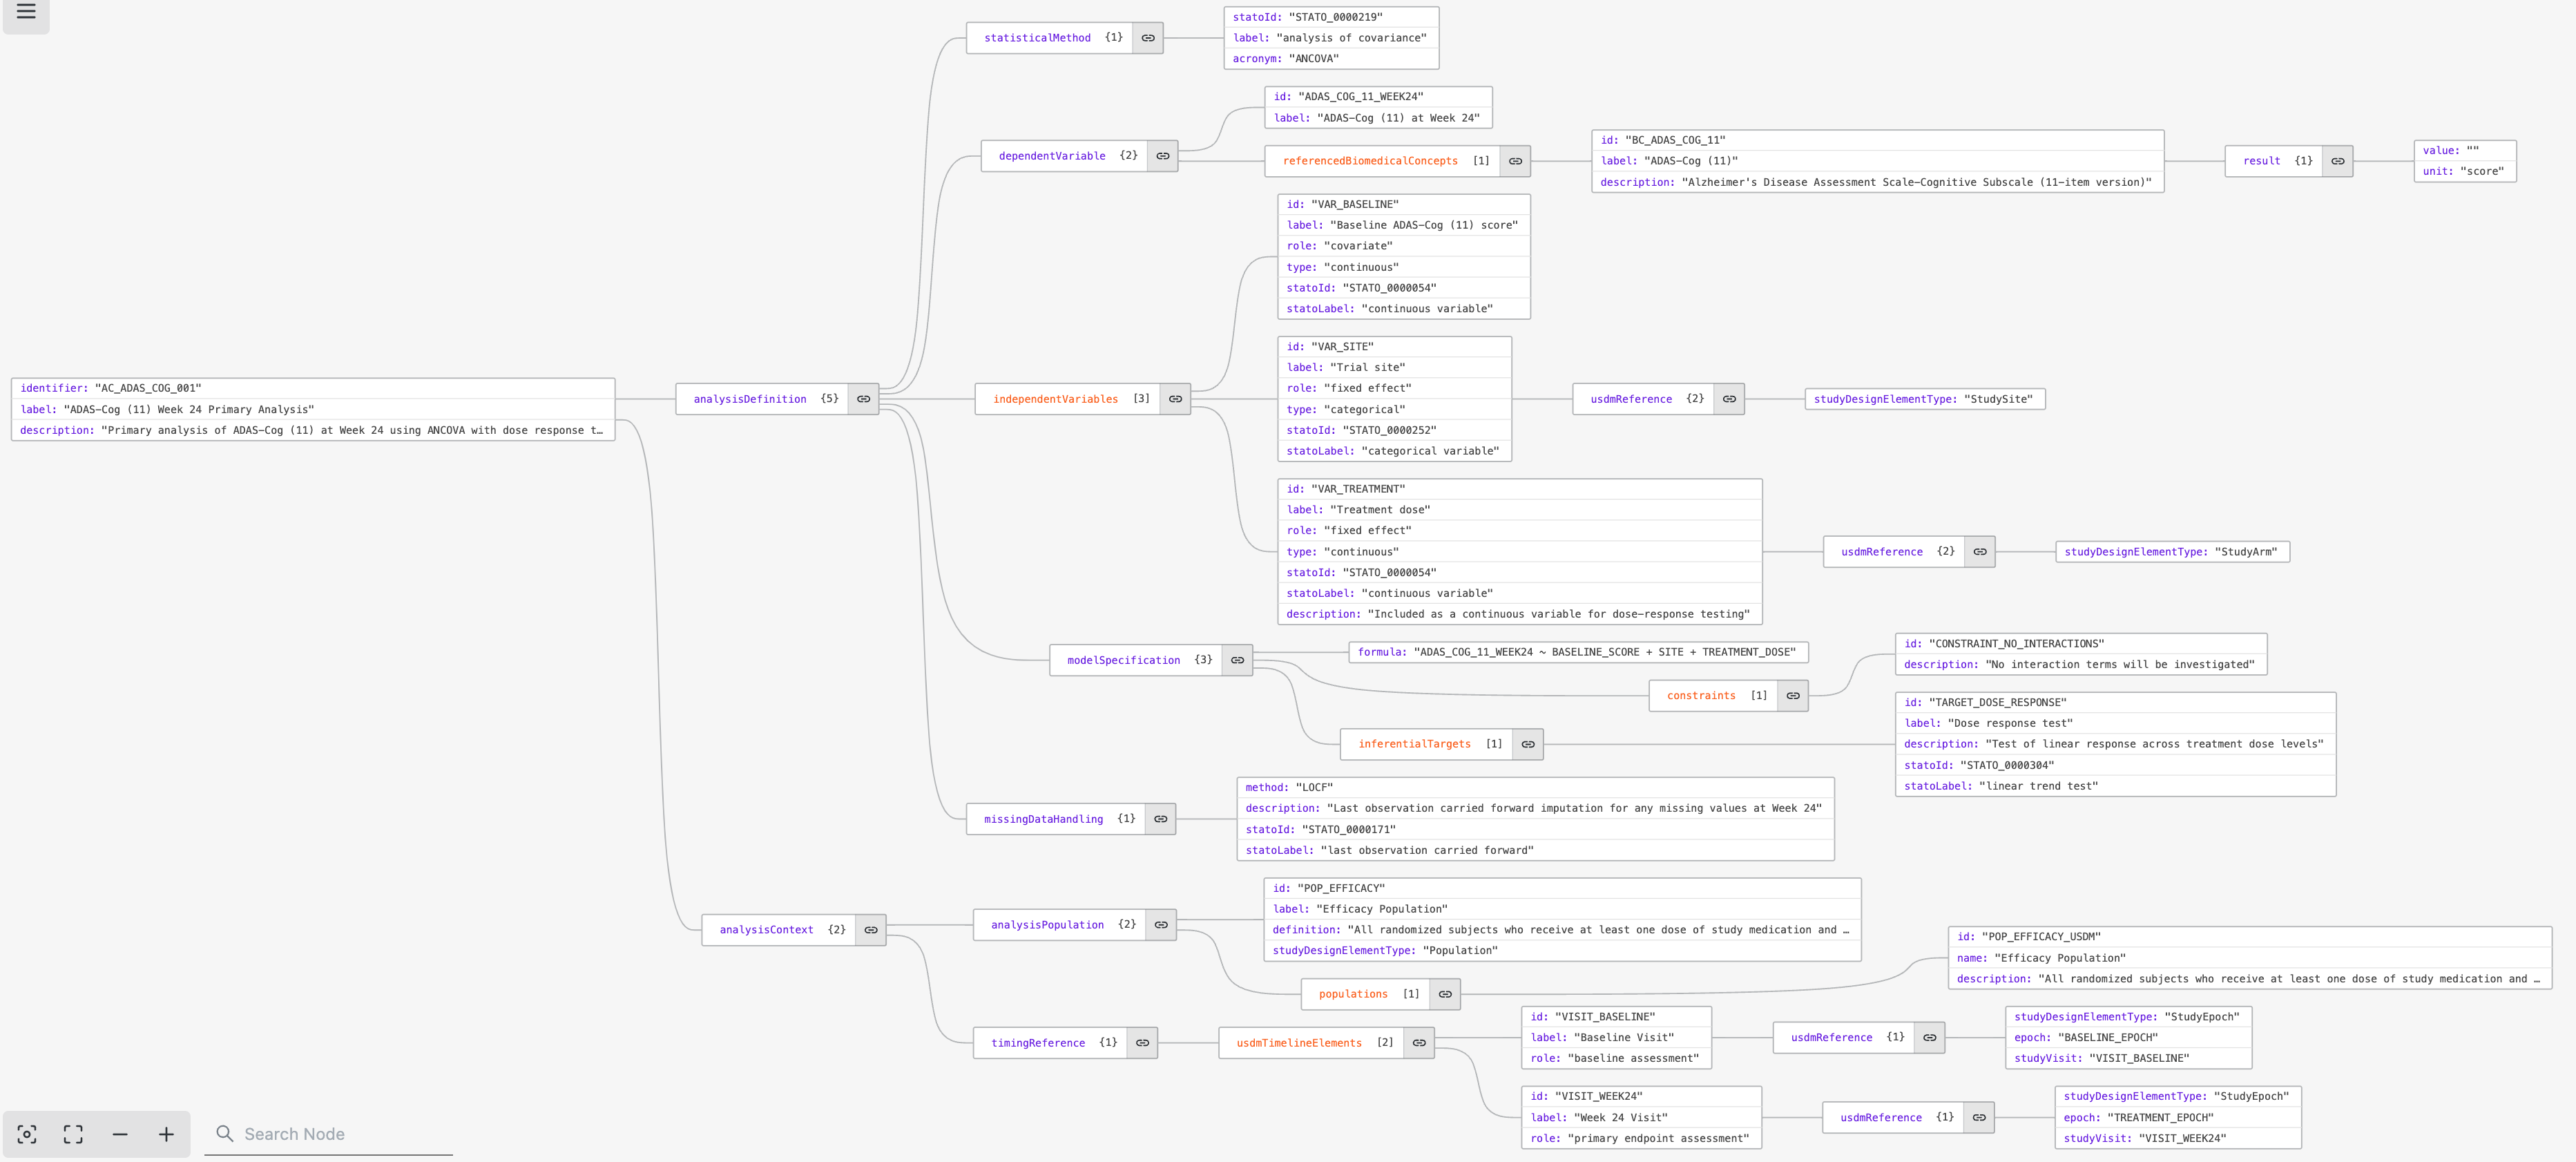 statisticalMethod {1}
statoId: "STATO_0000219"
label: "analysis of covariance"
acronym: "ANCOVA"
dependentVariable {2}
id: "ADAS_COG_11_WEEK24"
label: "ADAS-Cog (11) at Week 24"
referencedBiomedicalConcepts [1]
id: "BC_ADAS_COG_11"
label: "ADAS-Cog (11)"
description: "Alzheimer's Disease Assessment Scale-Cognitive Subscale (11-item version)"
result {1}
value: ""
unit: "score"
identifier: "AC_ADAS_COG_001"
label: "ADAS-Cog (11) Week 24 Primary Analysis"
description: "Primary analysis of ADAS-Cog (11) at Week 24 using ANCOVA with dose response t…
analysisDefinition {5}
independentVariables [3]
id: "VAR_BASELINE"
label: "Baseline ADAS-Cog (11) score"
role: "covariate"
type: "continuous"
statoId: "STATO_0000054"
statoLabel: "continuous variable"
id: "VAR_SITE"
label: "Trial site"
role: "fixed effect"
type: "categorical"
statoId: "STATO_0000252"
statoLabel: "categorical variable"
usdmReference {2}
studyDesignElementType: "StudySite"
id: "VAR_TREATMENT"
label: "Treatment dose"
role: "fixed effect"
type: "continuous"
statoId: "STATO_0000054"
statoLabel: "continuous variable"
description: "Included as a continuous variable for dose-response testing"
usdmReference {2}
studyDesignElementType: "StudyArm"
modelSpecification {3}
formula: "ADAS_COG_11_WEEK24 ~ BASELINE_SCORE + SITE + TREATMENT_DOSE"
constraints [1]
id: "CONSTRAINT_NO_INTERACTIONS"
description: "No interaction terms will be investigated"
inferentialTargets [1]
id: "TARGET_DOSE_RESPONSE"
label: "Dose response test"
description: "Test of linear response across treatment dose levels"
statoId: "STATO_0000304"
statoLabel: "linear trend test"
missingDataHandling {1}
method: "LOCF"
description: "Last observation carried forward imputation for any missing values at Week 24"
statoId: "STATO_0000171"
statoLabel: "last observation carried forward"
analysisContext {2}
analysisPopulation {2}
id: "POP_EFFICACY"
label: "Efficacy Population"
definition: "All randomized subjects who receive at least one dose of study medication and …
studyDesignElementType: "Population"
populations [1]
id: "POP_EFFICACY_USDM"
name: "Efficacy Population"
description: "All randomized subjects who receive at least one dose of study medication and …
timingReference {1}
usdmTimelineElements [2]
id: "VISIT_BASELINE"
label: "Baseline Visit"
role: "baseline assessment"
usdmReference {1}
studyDesignElementType: "StudyEpoch"
epoch: "BASELINE_EPOCH"
studyVisit: "VISIT_BASELINE"
id: "VISIT_WEEK24"
label: "Week 24 Visit"
role: "primary endpoint assessment"
usdmReference {1}
studyDesignElementType: "StudyEpoch"
epoch: "TREATMENT_EPOCH"
studyVisit: "VISIT_WEEK24"
Search Node